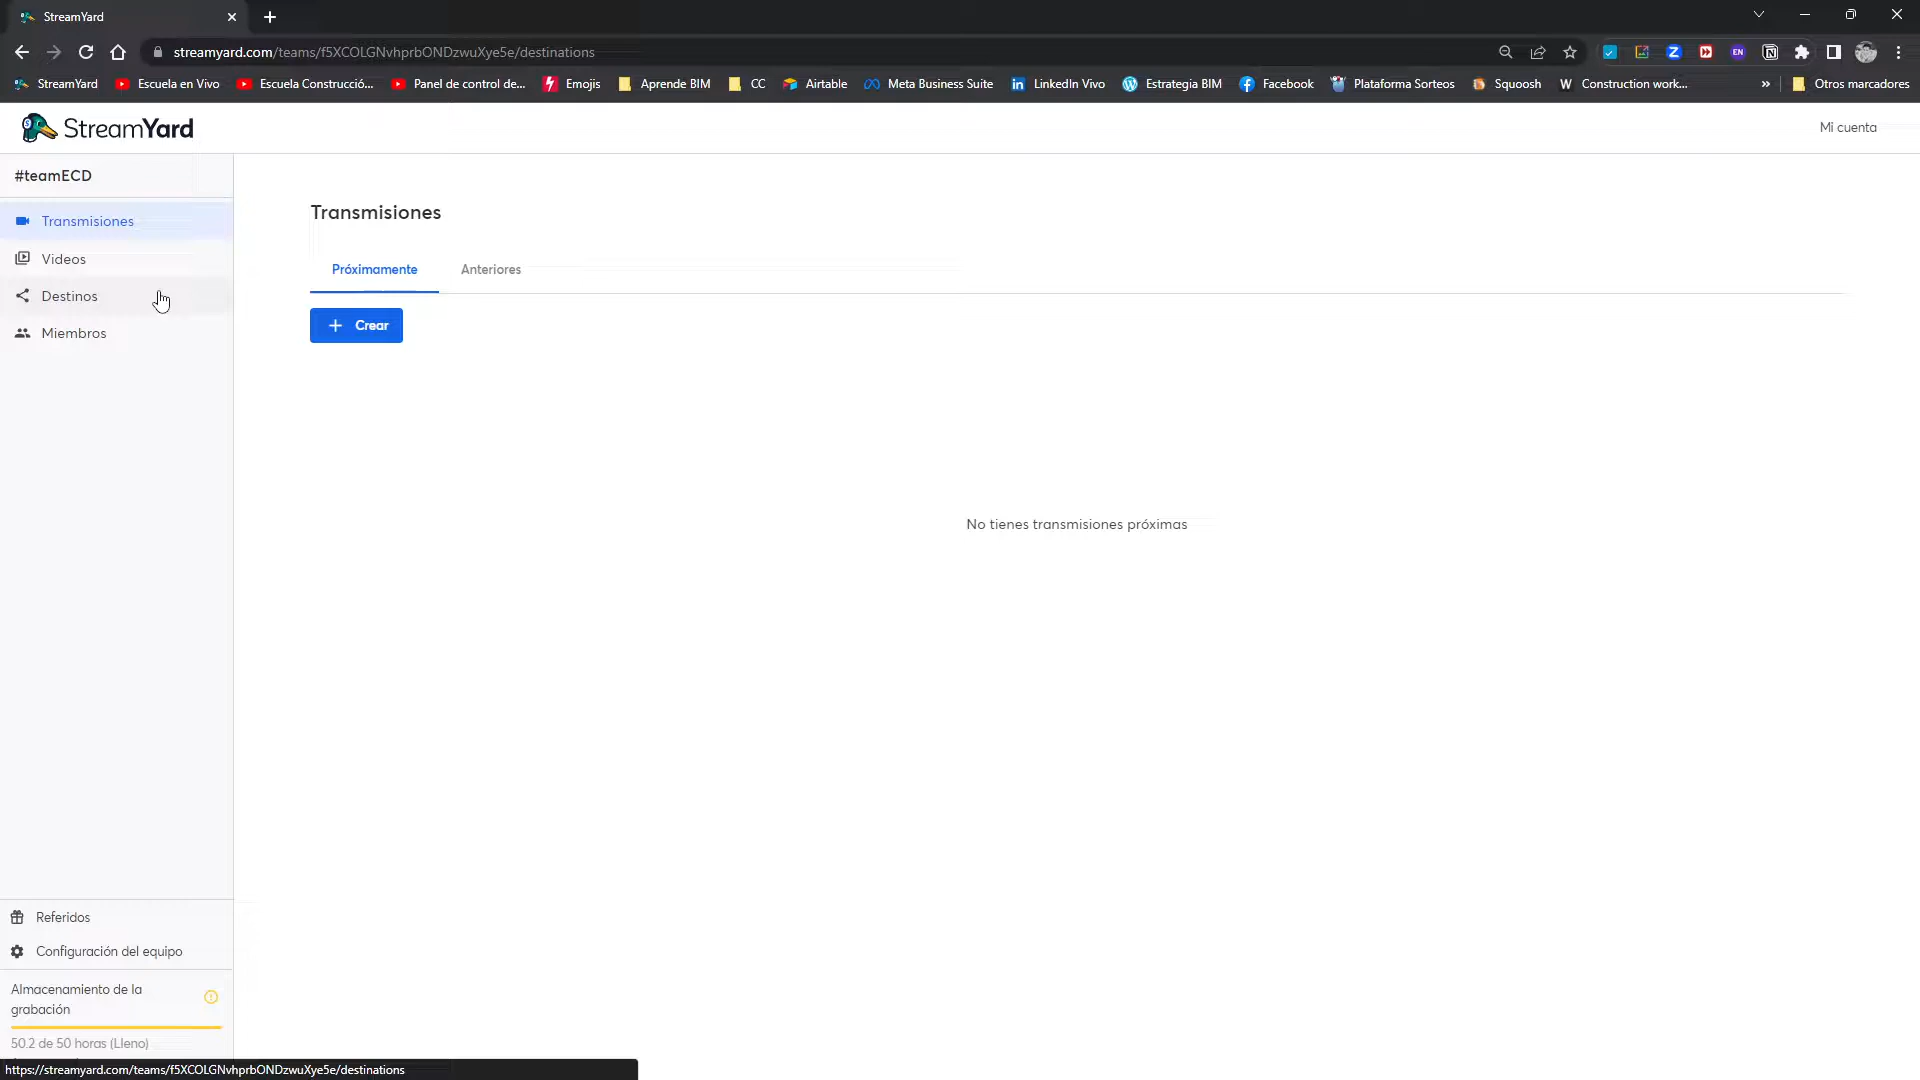 StreamYard
streamyard.com/teams/f5XCOLGNvhprbONDzwuXye5e/destinations
EN
StreamYard
Escuela en Vivo
Escuela Construcció...
Panel de control de...
Emojis
Aprende BIM
CC
Airtable
Meta Business Suite
LinkedIn Vivo
Estrategia BIM
Facebook
Plataforma Sorteos
Squoosh
Construction work...
»
Otros marcadores
StreamYard
Mi cuenta
#teamECD
Transmisiones
Videos
Destinos
Miembros
Transmisiones
Próximamente
Anteriores
+ Crear
No tienes transmisiones próximas
Referidos
Configuración del equipo
Almacenamiento de la
grabación
50.2 de 50 horas (Lleno)
https://streamyard.com/teams/f5XCOLGNvhprbONDzwuXye5e/destinations